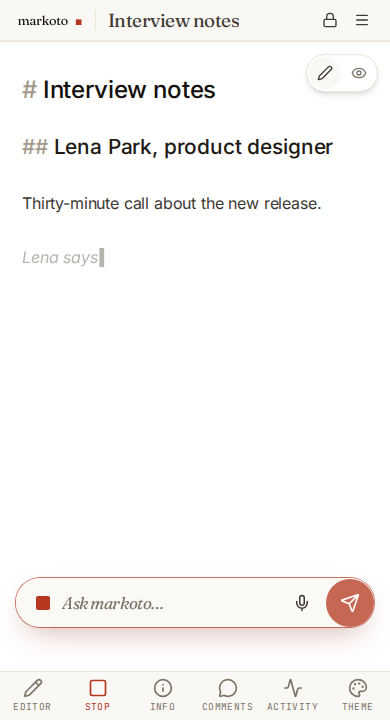 markoto
Interview notes
# Interview notes
## Lena Park, product designer
Thirty-minute call about the new release.
Lena says
Ask markoto...
EDITOR
STOP
INFO
COMMENTS
ACTIVITY
THEME